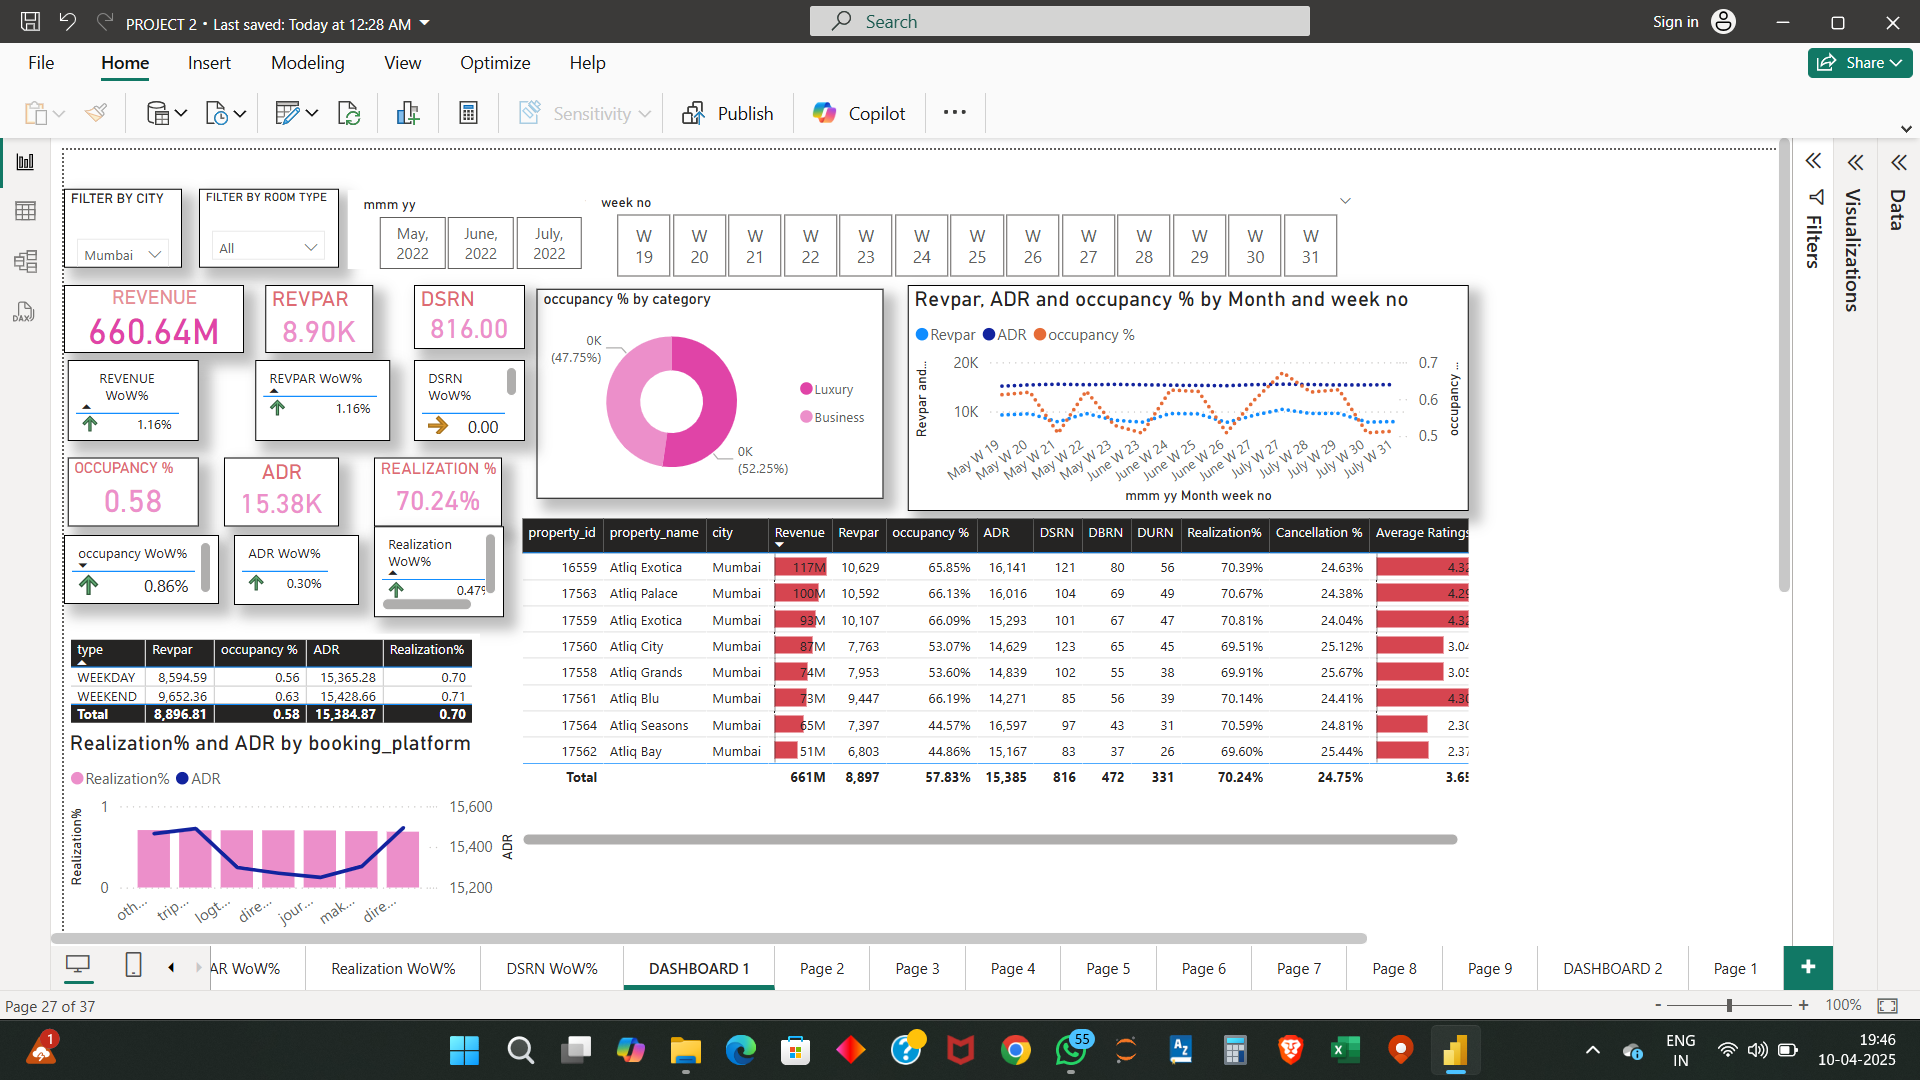 PROJECT 2 • Last saved: Today at 12:28 AM
Search
Sign in
File Home Insert Modeling View Optimize Help
Share
Sensitivity
Publish
Copilot
FILTER BY CITY
Mumbai
FILTER BY ROOM TYPE
All
mmm yy
May, 2022
June, 2022
July, 2022
week no
W 19
W 20
W 21
W 22
W 23
W 24
W 25
W 26
W 27
W 28
W 29
W 30
W 31
Filters
Visualizations
Data
REVENUE
660.64M
REVPAR
8.90K
DSRN
816.00
REVENUE WoW%
1.16%
REVPAR WoW%
1.16%
DSRN WoW%
0.00
OCCUPANCY %
0.58
ADR
15.38K
REALIZATION %
70.24%
occupancy WoW%
0.86%
ADR WoW%
0.30%
Realization WoW%
0.47%
occupancy % by category
0K (47.75%)
0K (52.25%)
Luxury
Business
Revpar, ADR and occupancy % by Month and week no
Revpar ADR occupancy %
Revpar and...
20K
10K
0.7
0.6
0.5
occupancy ...
May W 19
May W 20
May W 21
May W 22
May W 23
June W 23
June W 24
June W 25
June W 26
June W 27
July W 27
July W 28
July W 29
July W 30
July W 31
mmm yy Month week no
property_id property_name city Revenue Revpar occupancy % ADR DSRN DBRN DURN Realization% Cancellation % Average Ratings
16559 Atliq Exotica Mumbai 117M 10,629 65.85% 16,141 121 80 56 70.39% 24.63% 4.32
17563 Atliq Palace Mumbai 100M 10,592 66.13% 16,016 104 69 49 70.67% 24.38% 4.29
17559 Atliq Exotica Mumbai 93M 10,107 66.09% 15,293 101 67 47 70.81% 24.04% 4.32
17560 Atliq City Mumbai 87M 7,763 53.07% 14,629 123 65 45 69.51% 25.12% 3.04
17558 Atliq Grands Mumbai 74M 7,953 53.60% 14,839 102 55 38 69.91% 25.67% 3.05
17561 Atliq Blu Mumbai 73M 9,447 66.19% 14,271 85 56 39 70.14% 24.41% 4.30
17564 Atliq Seasons Mumbai 65M 7,397 44.57% 16,597 97 43 31 70.59% 24.81% 2.30
17562 Atliq Bay Mumbai 51M 6,803 44.86% 15,167 83 37 26 69.60% 25.44% 2.37
Total 661M 8,897 57.83% 15,385 816 472 331 70.24% 24.75% 3.65
type Revpar occupancy % ADR Realization%
WEEKDAY 8,594.59 0.56 15,365.28 0.70
WEEKEND 9,652.36 0.63 15,428.66 0.71
Total 8,896.81 0.58 15,384.87 0.70
Realization% and ADR by booking_platform
Realization% ADR
Realization%
1
0
15,600
15,400
15,200
ADR
oth...
trip...
logt...
dire...
jour...
mak...
dire...
AR WoW%
Realization WoW%
DSRN WoW%
DASHBOARD 1
Page 2
Page 3
Page 4
Page 5
Page 6
Page 7
Page 8
Page 9
DASHBOARD 2
Page 1
Page 27 of 37
100%
1
55
ENG
IN
19:46
10-04-2025